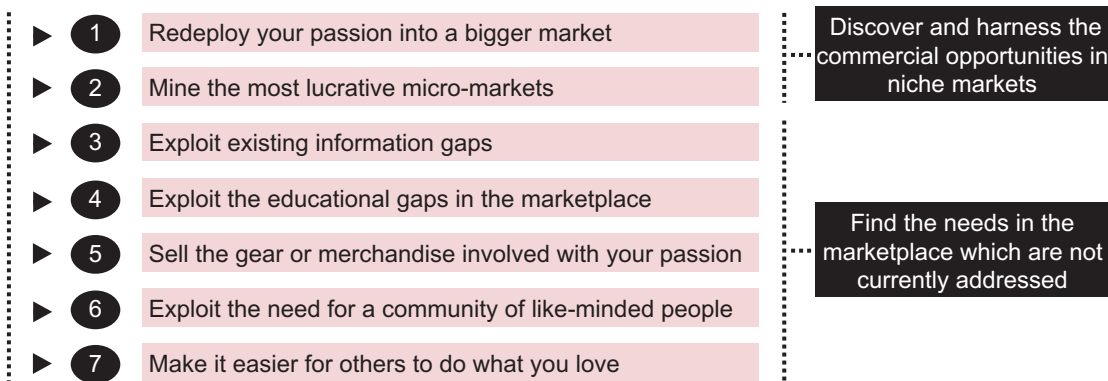 1 Redeploy your passion into a bigger market
2 Mine the most lucrative micro-markets
Discover and harness the
commercial opportunities in
niche markets
3 Exploit existing information gaps
4 Exploit the educational gaps in the marketplace
5 Sell the gear or merchandise involved with your passion
6 Exploit the need for a community of like-minded people
7 Make it easier for others to do what you love
Find the needs in the
marketplace which are not
currently addressed